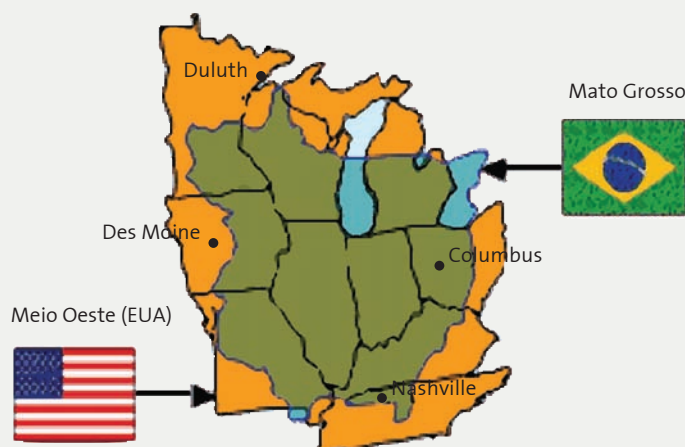 Duluth
Mato Grosso
Des Moine
Columbus
Meio Oeste (EUA)
Nashville